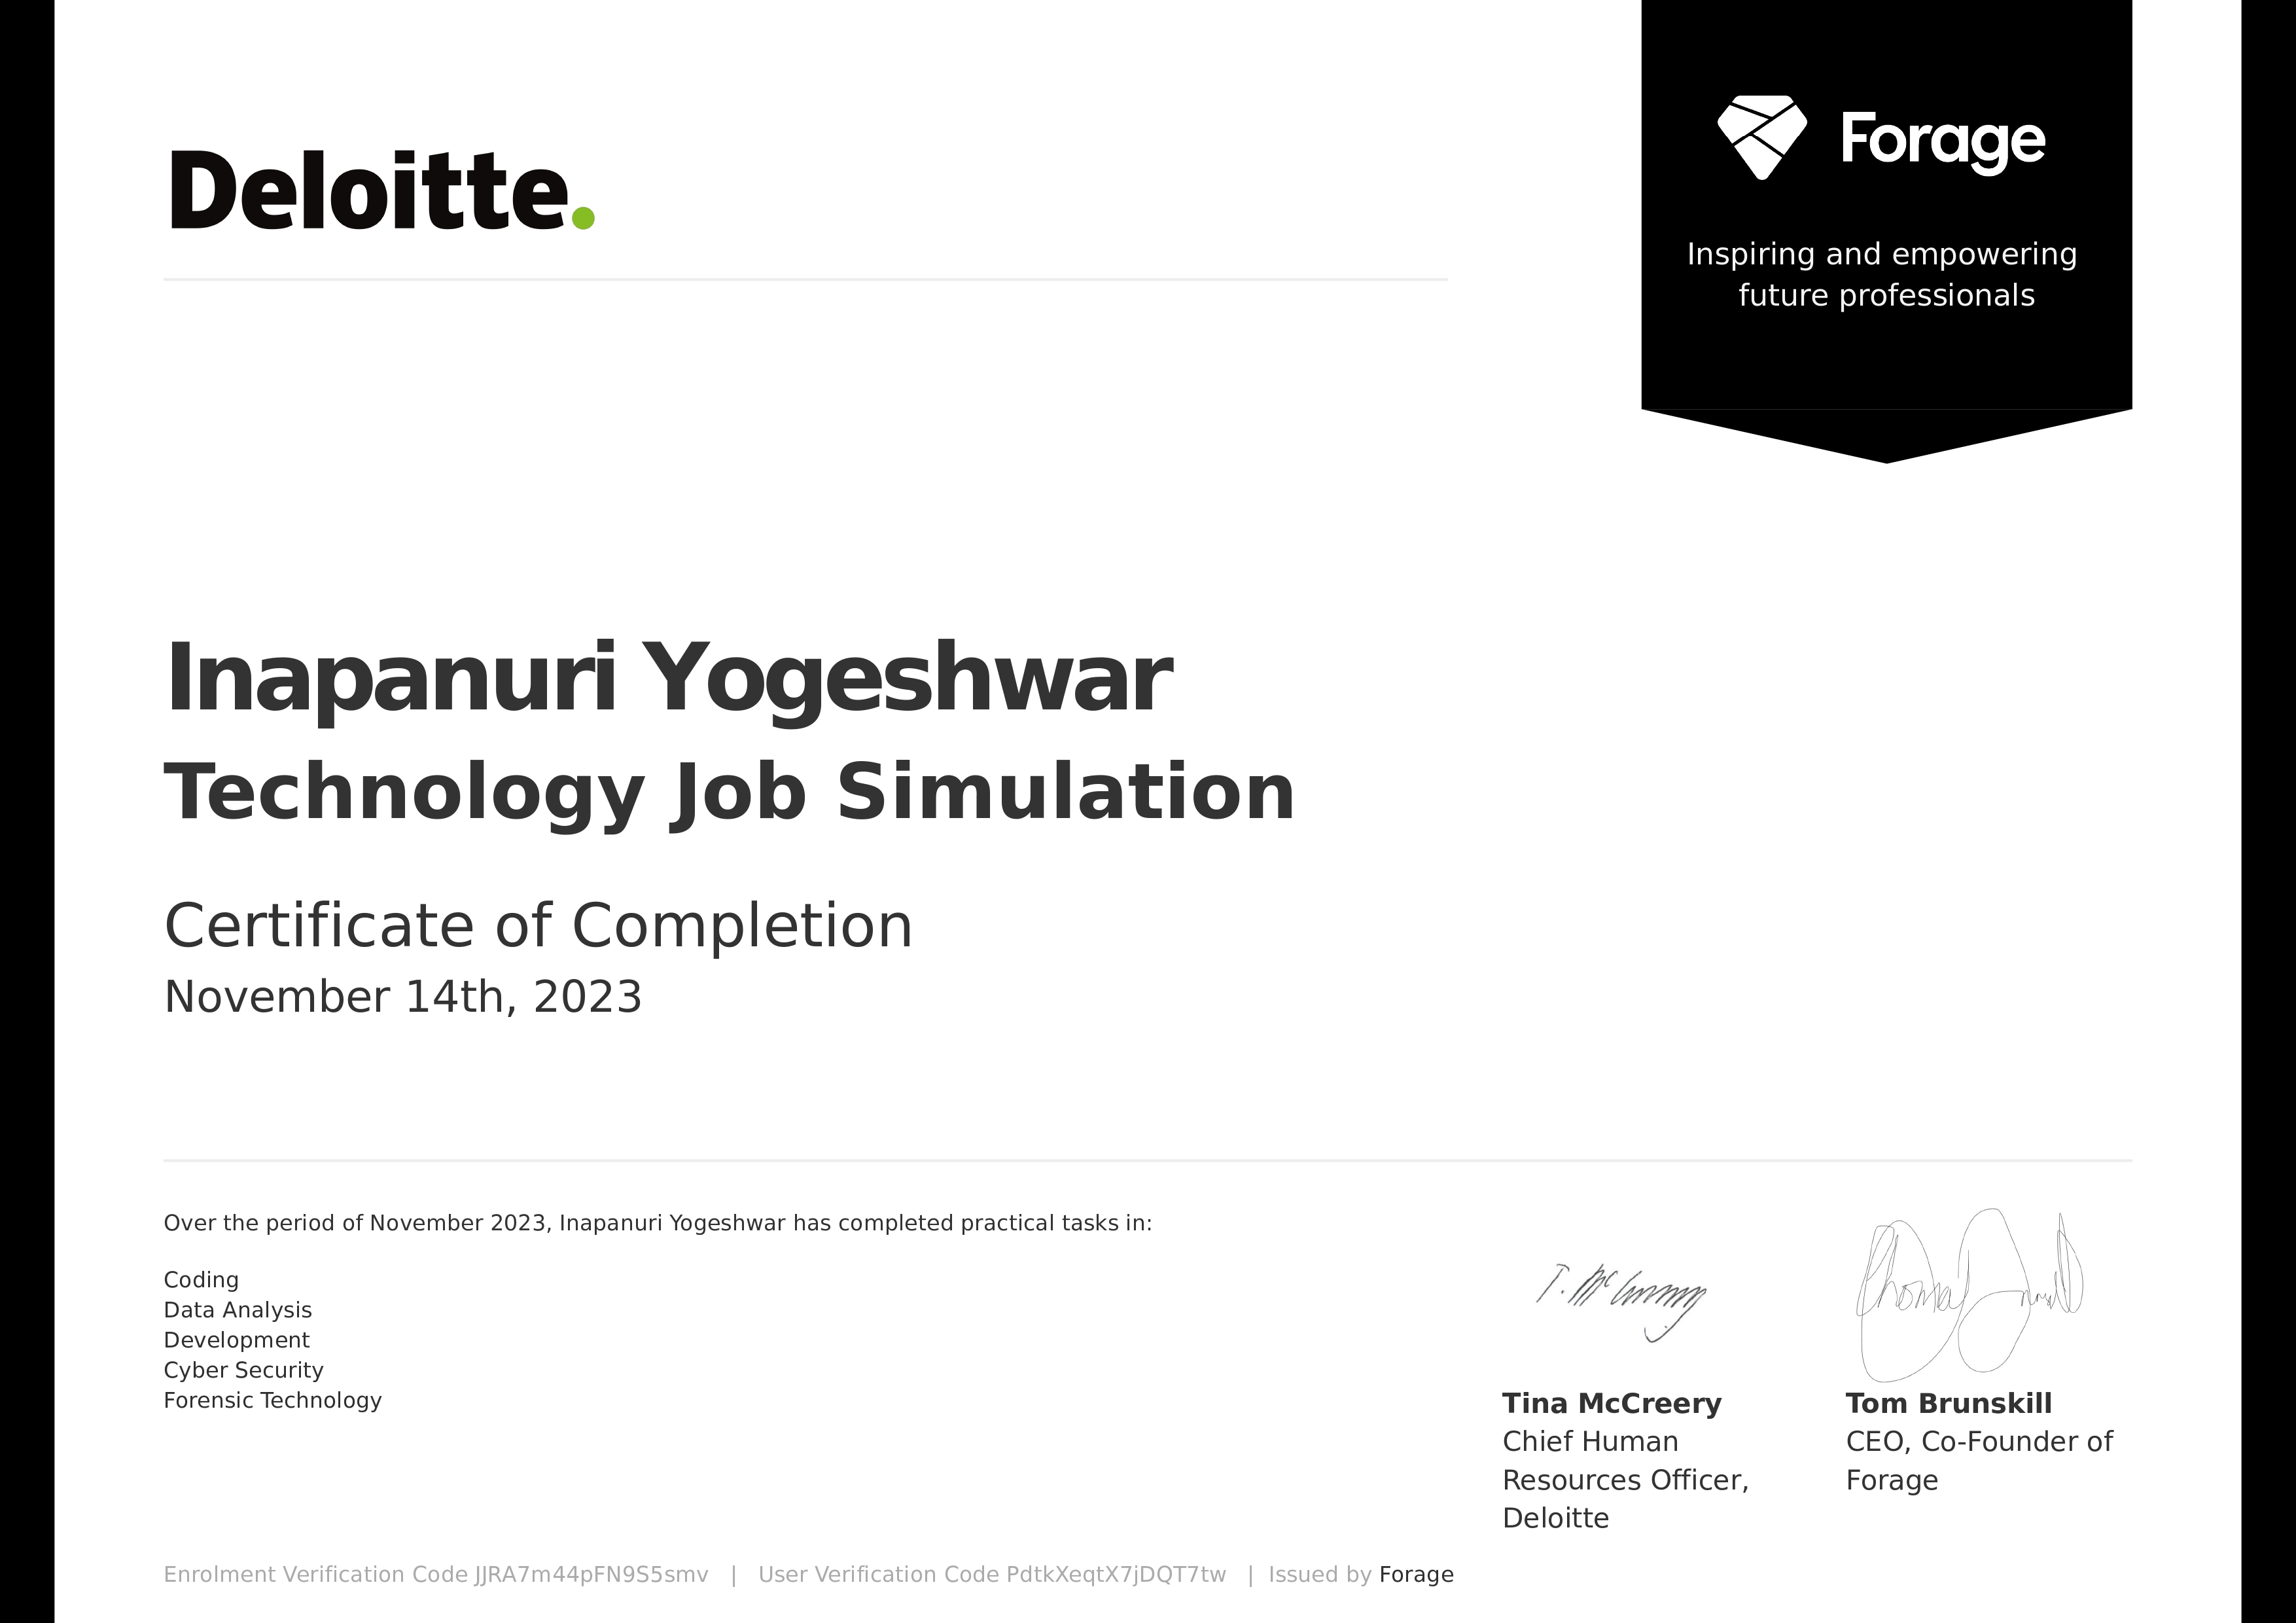 Deloitte.
Forage
Inspiring and empowering
future professionals
Inapanuri Yogeshwar
Technology Job Simulation
Certificate of Completion
November 14th, 2023
Over the period of November 2023, Inapanuri Yogeshwar has completed practical tasks in:
Coding
Data Analysis
Development
Cyber Security
Forensic Technology
T. McCreery
Tina McCreery
Chief Human
Resources Officer,
Deloitte
Thomas Brunskill
Tom Brunskill
CEO, Co-Founder of
Forage
Enrolment Verification Code JJRA7m44pFN9S5smv | User Verification Code PdtkXeqtX7jDQT7tw | Issued by Forage